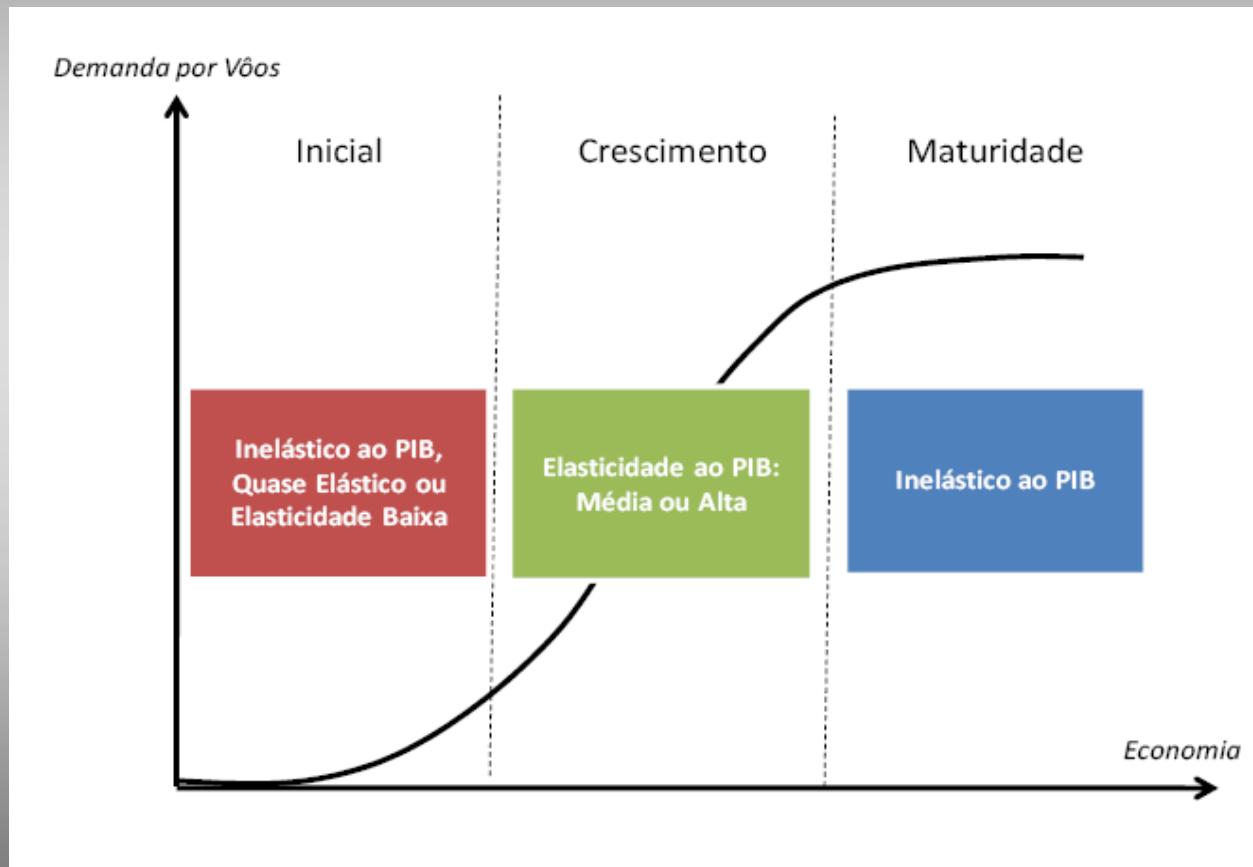 Demanda por Vôos
Inicial
Crescimento
Maturidade
Inelástico ao PIB,
Quase Elástico ou
Elasticidade Baixa
Elasticidade ao PIB:
Média ou Alta
Inelástico ao PIB
Economia